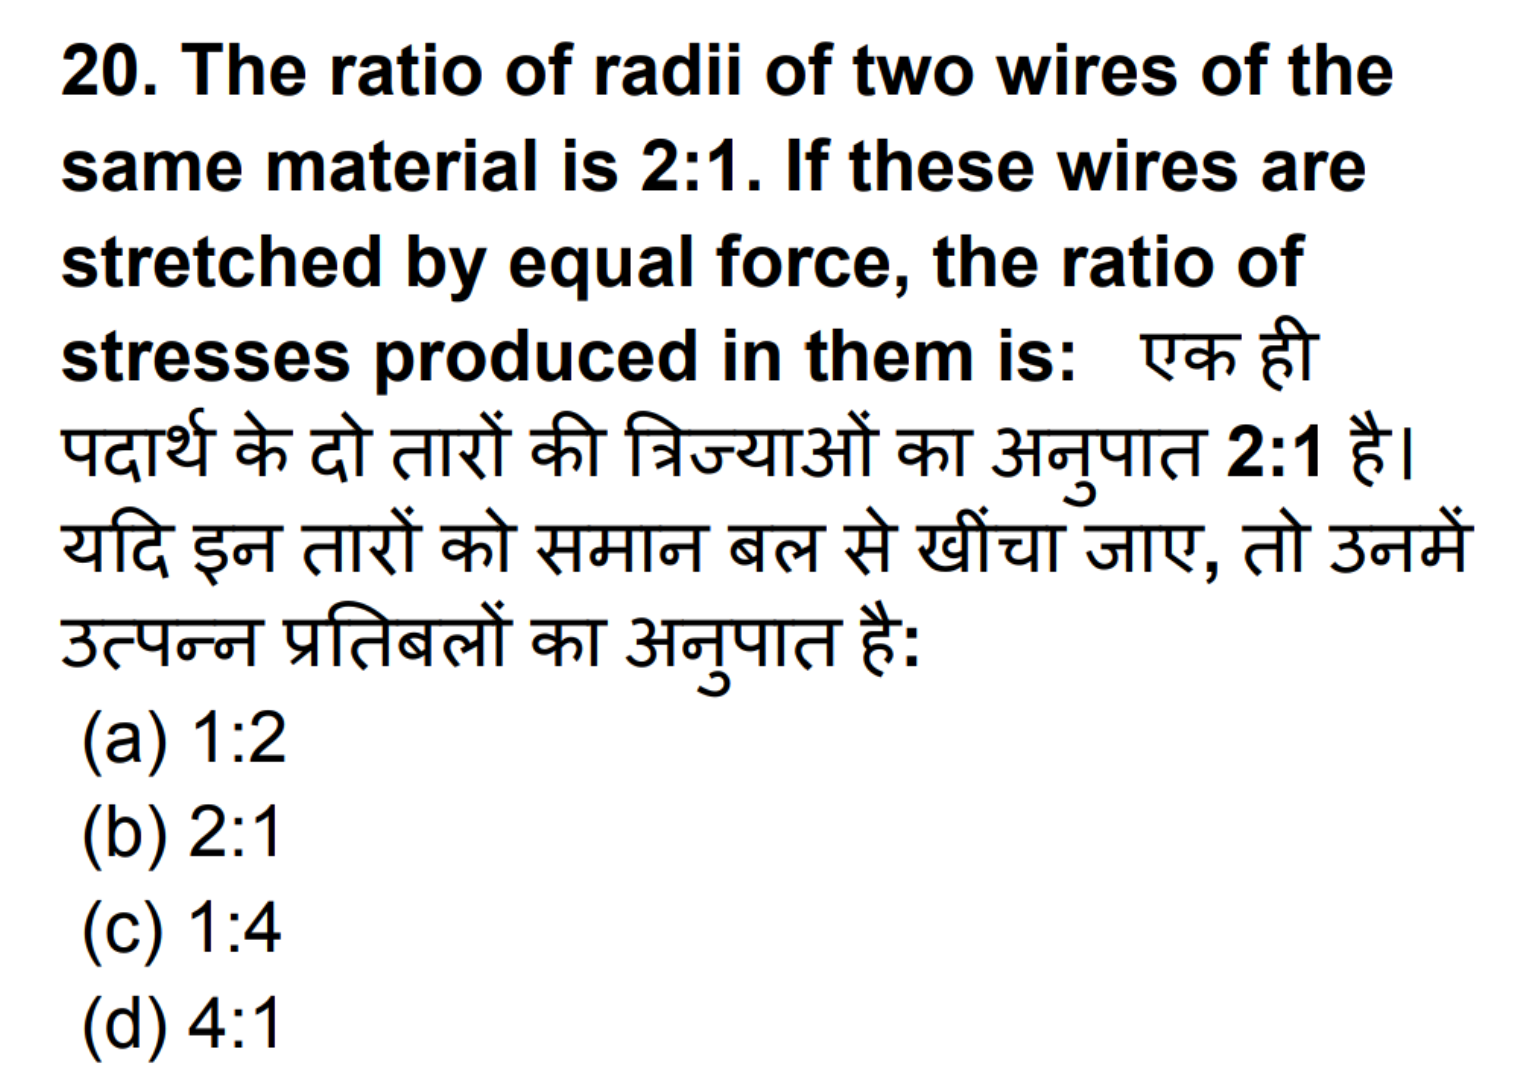 20. The ratio of radii of two wires of the
same material is 2:1. If these wires are
stretched by equal force, the ratio of
stresses produced in them is: एक ही
पदार्थ के दो तारों की त्रिज्याओं का अनुपात 2:1 है।
यदि इन तारों को समान बल से खींचा जाए, तो उनमें
उत्पन्न प्रतिबलों का अनुपात है:
(a) 1:2
(b) 2:1
(c) 1:4
(d) 4:1